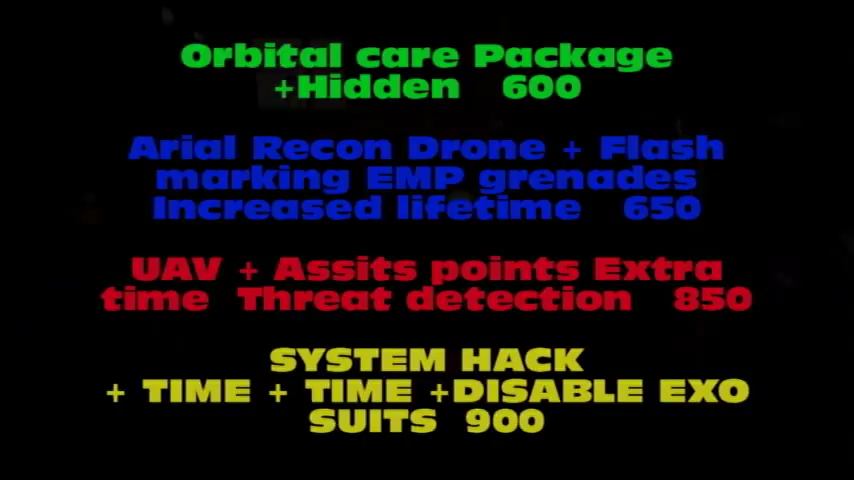 Orbital care Package
+Hidden 600
Arial Recon Drone + Flash
marking EMP grenades
Increased lifetime 650
UAV + Assits points Extra
time Threat detection 850
SYSTEM HACK
+ TIME + TIME +DISABLE EXO
SUITS 900